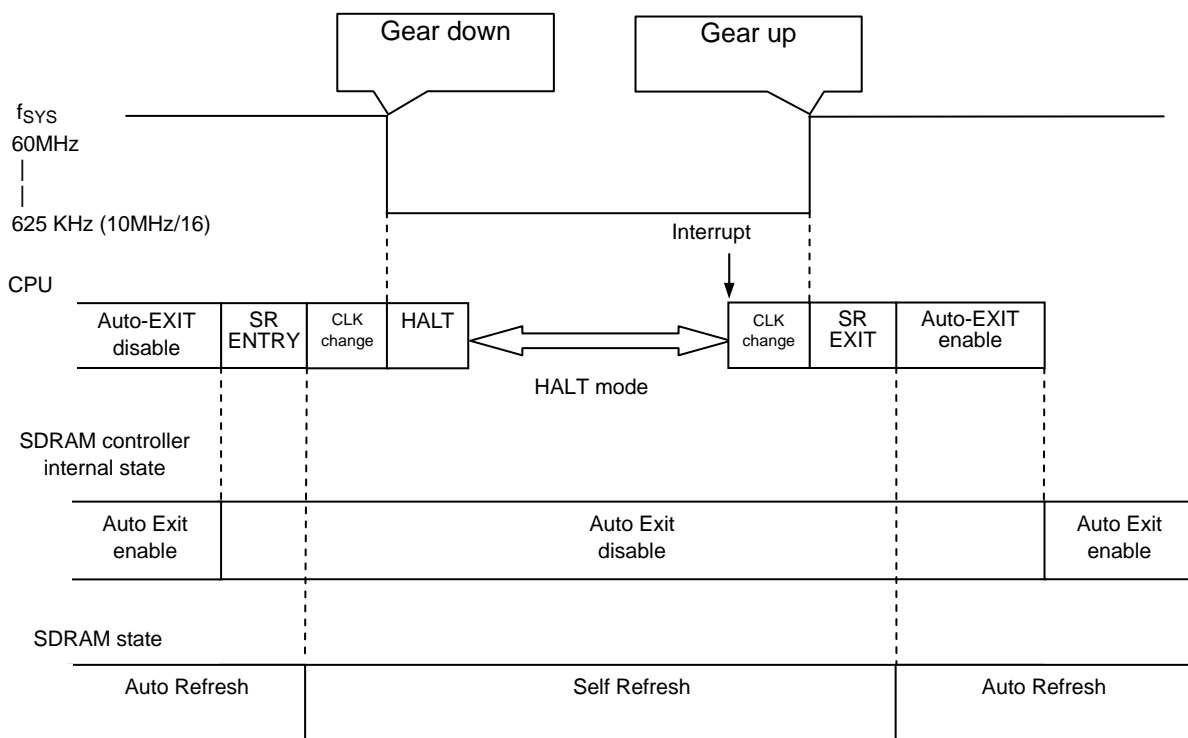 Gear down
Gear up
fSYS
60MHz
|
|
625 KHz (10MHz/16)
Interrupt
CPU
Auto-EXIT
disable
SR
ENTRY
CLK
change
HALT
CLK
change
SR
EXIT
Auto-EXIT
enable
HALT mode
SDRAM controller
internal state
Auto Exit
enable
Auto Exit
disable
Auto Exit
enable
SDRAM state
Auto Refresh
Self Refresh
Auto Refresh